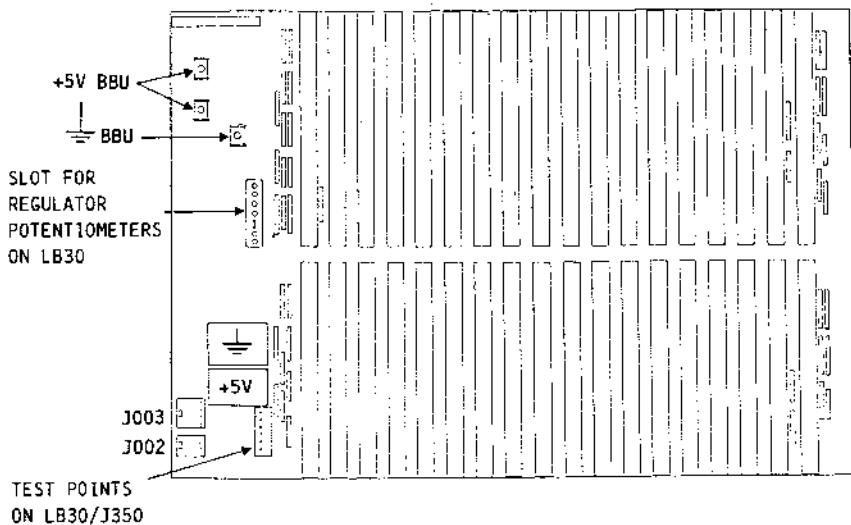 +5V BBU
BBU
SLOT FOR
REGULATOR
POTENTIOMETERS
ON LB30
+5V
J003
J002
TEST POINTS
ON LB30/J350